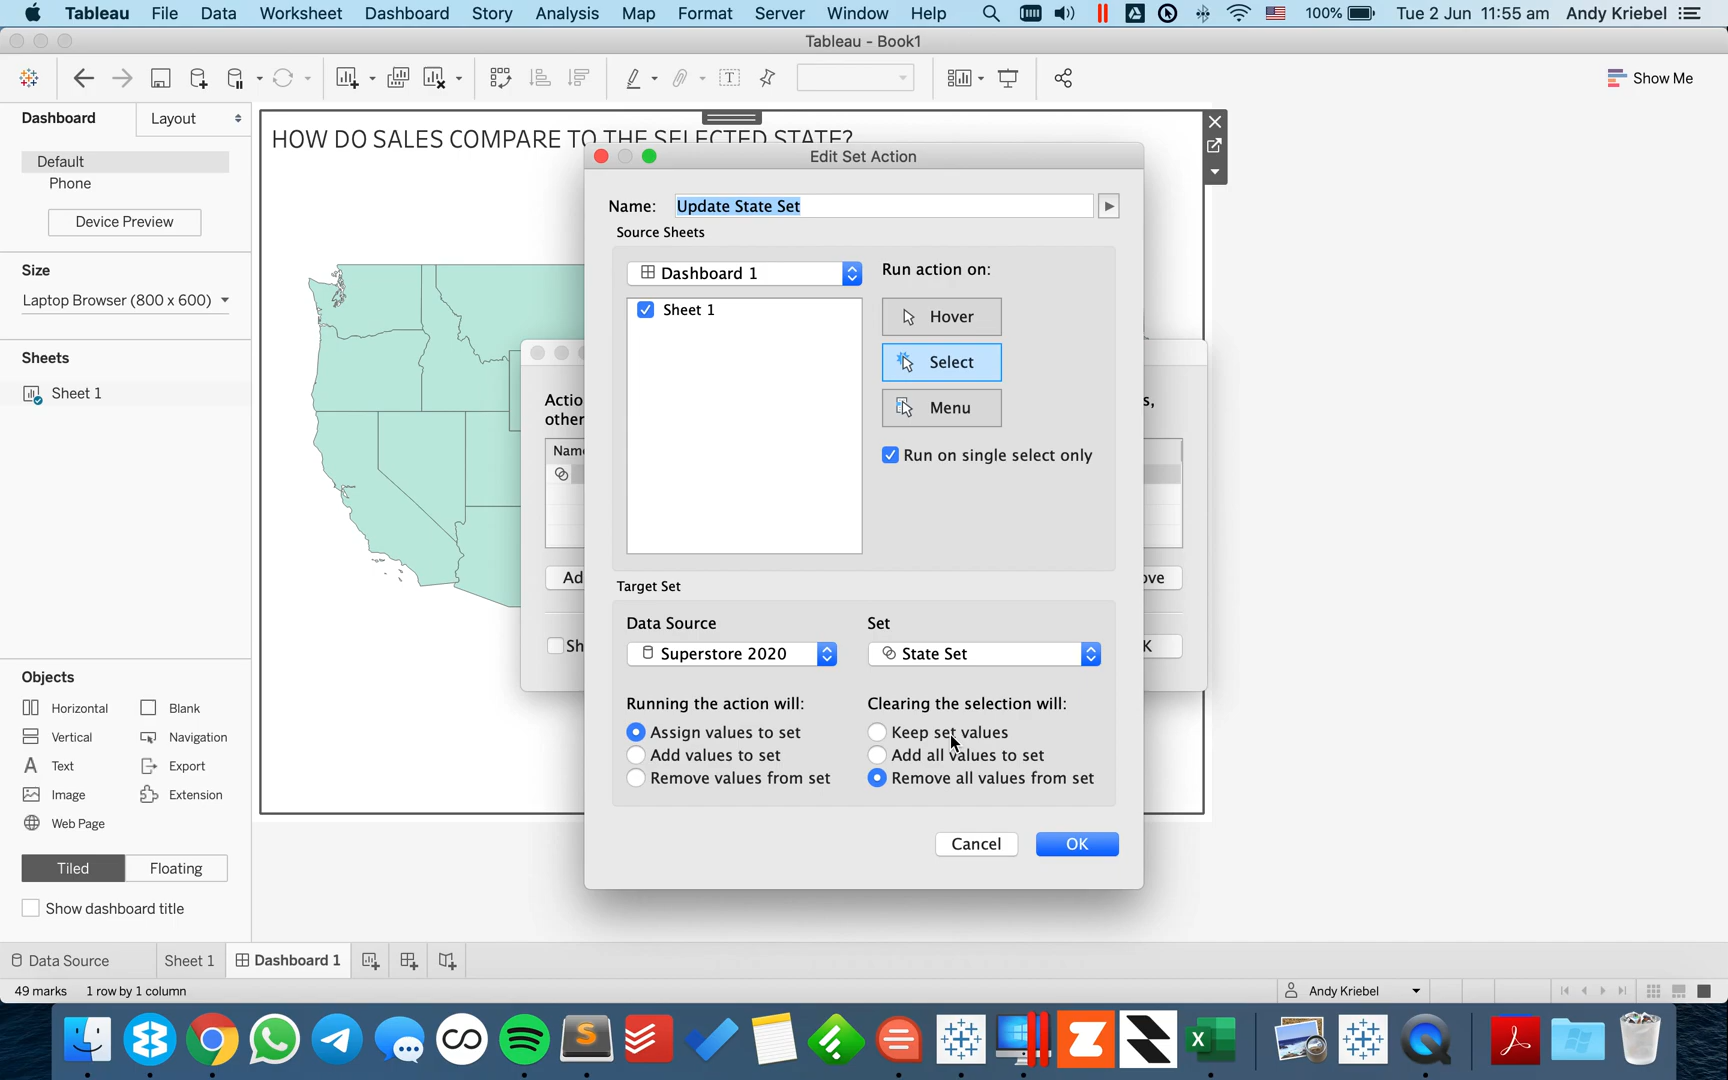 Tableau File Data Worksheet Dashboard Story Analysis Map Format Server Window Help 100% Tue 2 Jun 11:55 am Andy Kriebel
Tableau - Book1
Show Me
Dashboard Layout
Default
Phone
Device Preview
Size
Laptop Browser (800 x 600)
Sheets
Sheet 1
Objects
Horizontal Blank
Vertical Navigation
Text Export
Image Extension
Web Page
Tiled Floating
Show dashboard title
HOW DO SALES COMPARE TO THE SELECTED STATE?
Edit Set Action
Name: Update State Set
Source Sheets
Dashboard 1
Run action on:
Sheet 1
Hover
Select
Menu
Run on single select only
Target Set
Data Source Set
Superstore 2020 State Set
Running the action will: Clearing the selection will:
Assign values to set Keep set values
Add values to set Add all values to set
Remove values from set Remove all values from set
Cancel OK
Data Source Sheet 1 Dashboard 1
49 marks 1 row by 1 column Andy Kriebel